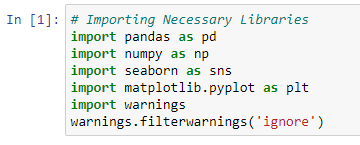 In [1]: # Importing Necessary Libraries
import pandas as pd
import numpy as np
import seaborn as sns
import matplotlib.pyplot as plt
import warnings
warnings.filterwarnings('ignore')